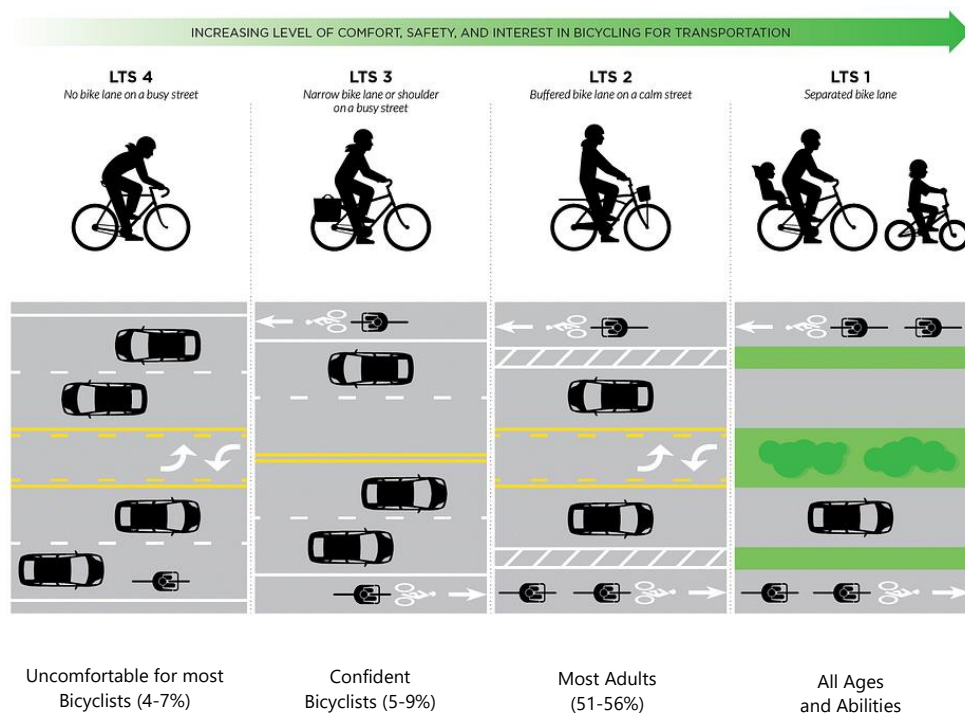 INCREASING LEVEL OF COMFORT, SAFETY, AND INTEREST IN BICYCLING FOR TRANSPORTATION
LTS 4
No bike lane on a busy street
LTS 3
Narrow bike lane or shoulder
on a busy street
LTS 2
Buffered bike lane on a calm street
LTS 1
Separated bike lane
Uncomfortable for most
Bicyclists (4-7%)
Confident
Bicyclists (5-9%)
Most Adults
(51-56%)
All Ages
and Abilities